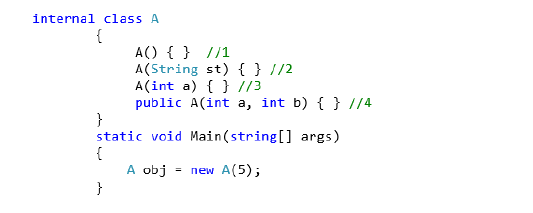 internal class A
{
A() { } //1
A(String st) { } //2
A(int a) { } //3
public A(int a, int b) { } //4
}
static void Main(string[] args)
{
A obj = new A(5);
}